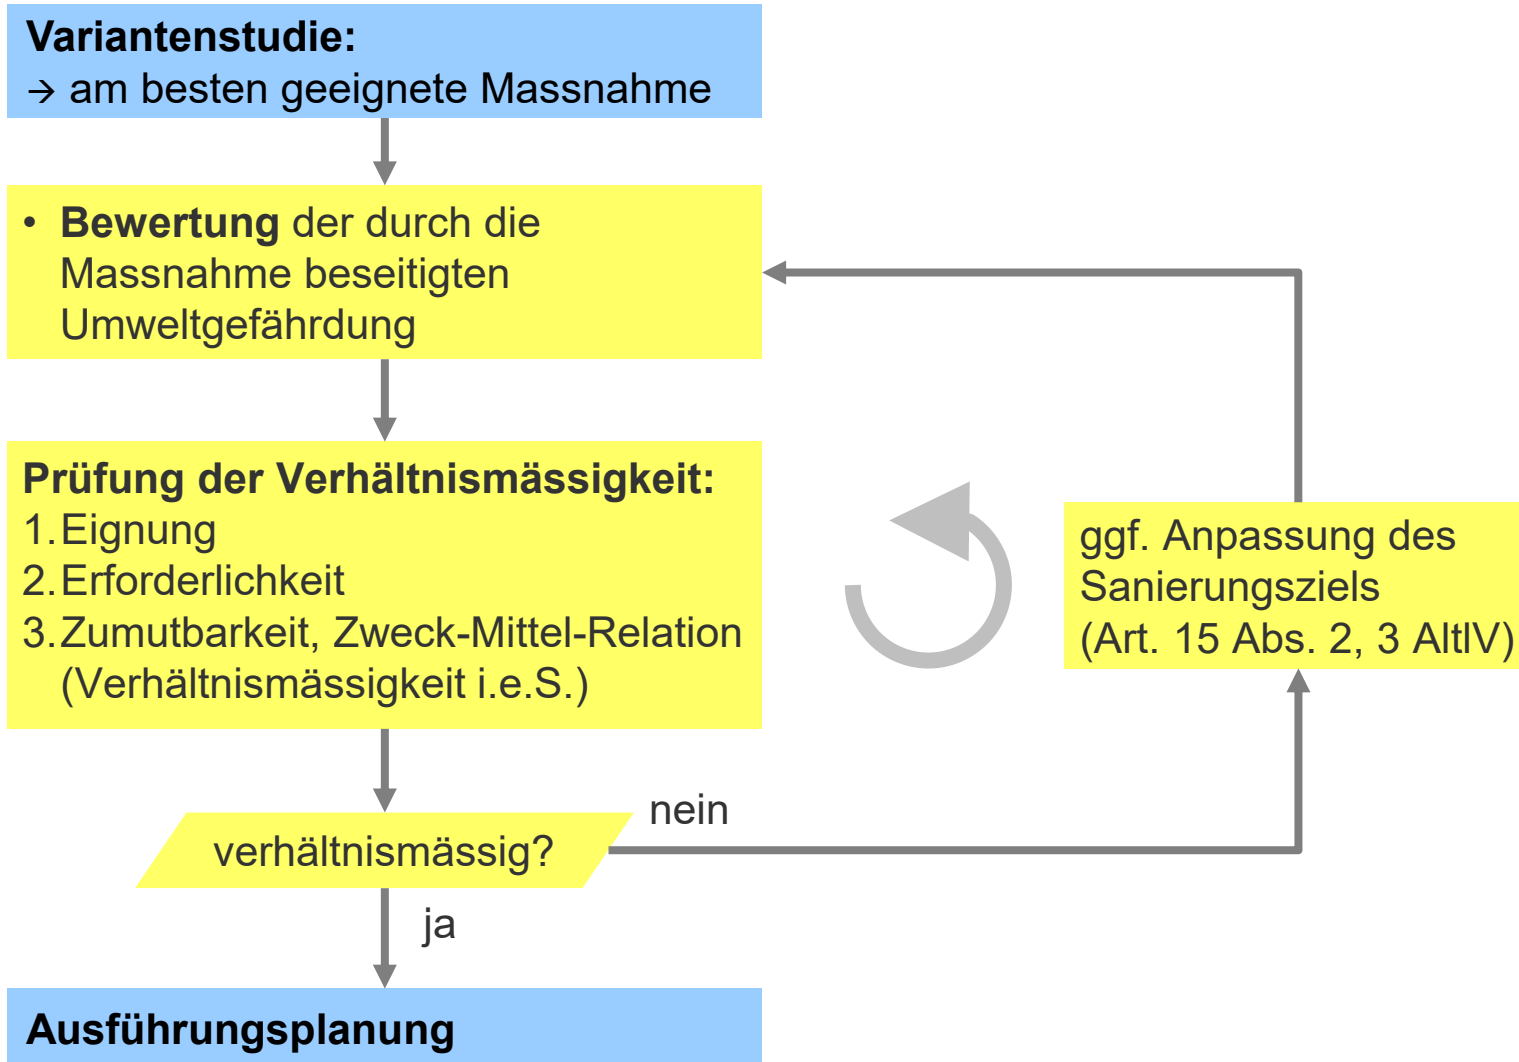 Variantenstudie:
→ am besten geeignete Massnahme
• Bewertung der durch die
Massnahme beseitigten
Umweltgefährdung
Prüfung der Verhältnismässigkeit:
1. Eignung
2. Erforderlichkeit
3. Zumutbarkeit, Zweck-Mittel-Relation
(Verhältnismässigkeit i.e.S.)
ggf. Anpassung des
Sanierungsziels
(Art. 15 Abs. 2, 3 AltlV)
nein
verhältnismässig?
ja
Ausführungsplanung